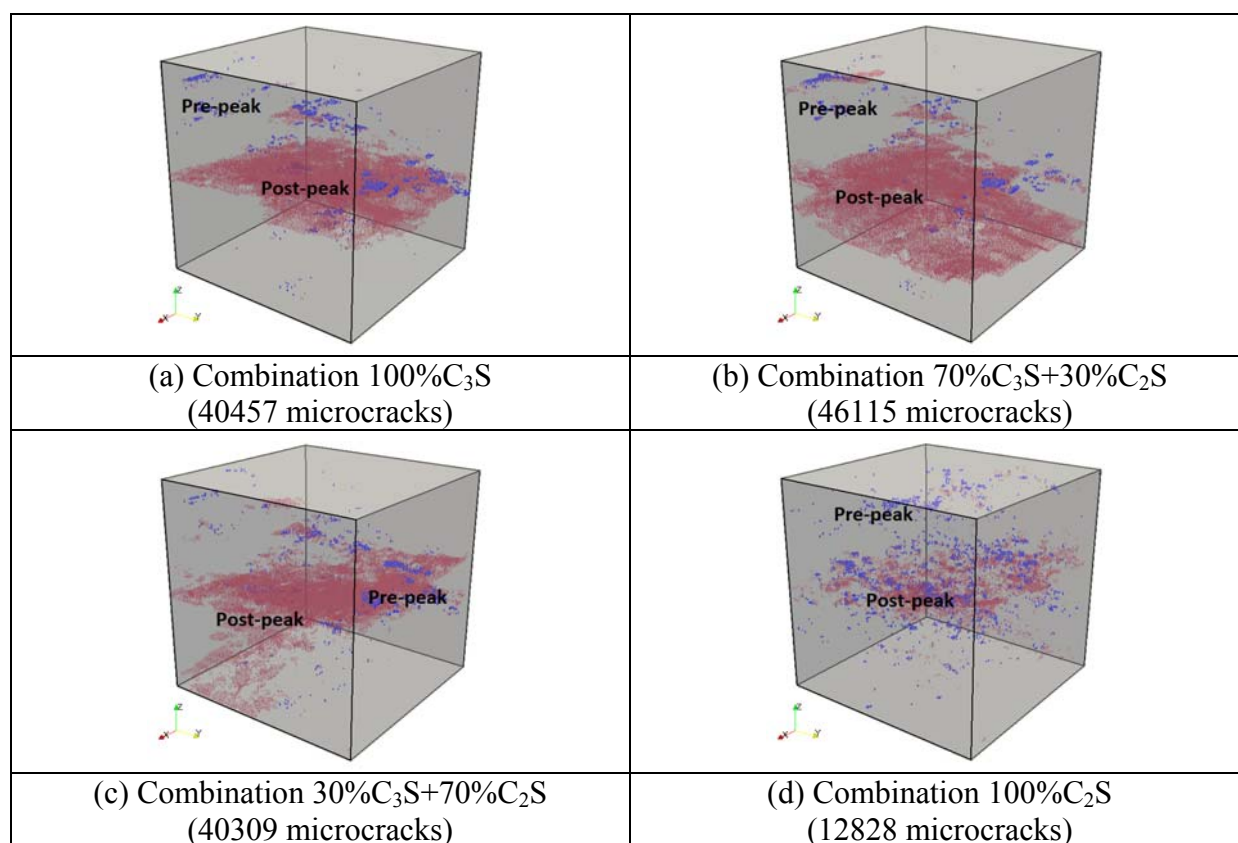 Pre-peak
Post-peak
Z
X
Y
(a) Combination 100%C₃S
(40457 microcracks)
Pre-peak
Post-peak
Z
X
Y
(b) Combination 70%C₃S+30%C₂S
(46115 microcracks)
Pre-peak
Post-peak
Z
X
Y
(c) Combination 30%C₃S+70%C₂S
(40309 microcracks)
Pre-peak
Post-peak
Z
X
Y
(d) Combination 100%C₂S
(12828 microcracks)